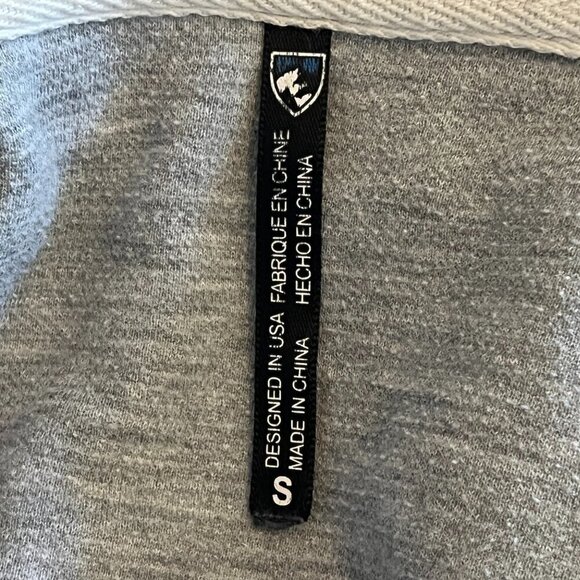 DESIGNED IN USA FABRIQUE EN CHINE
MADE IN CHINA HECHO EN CHINA
S